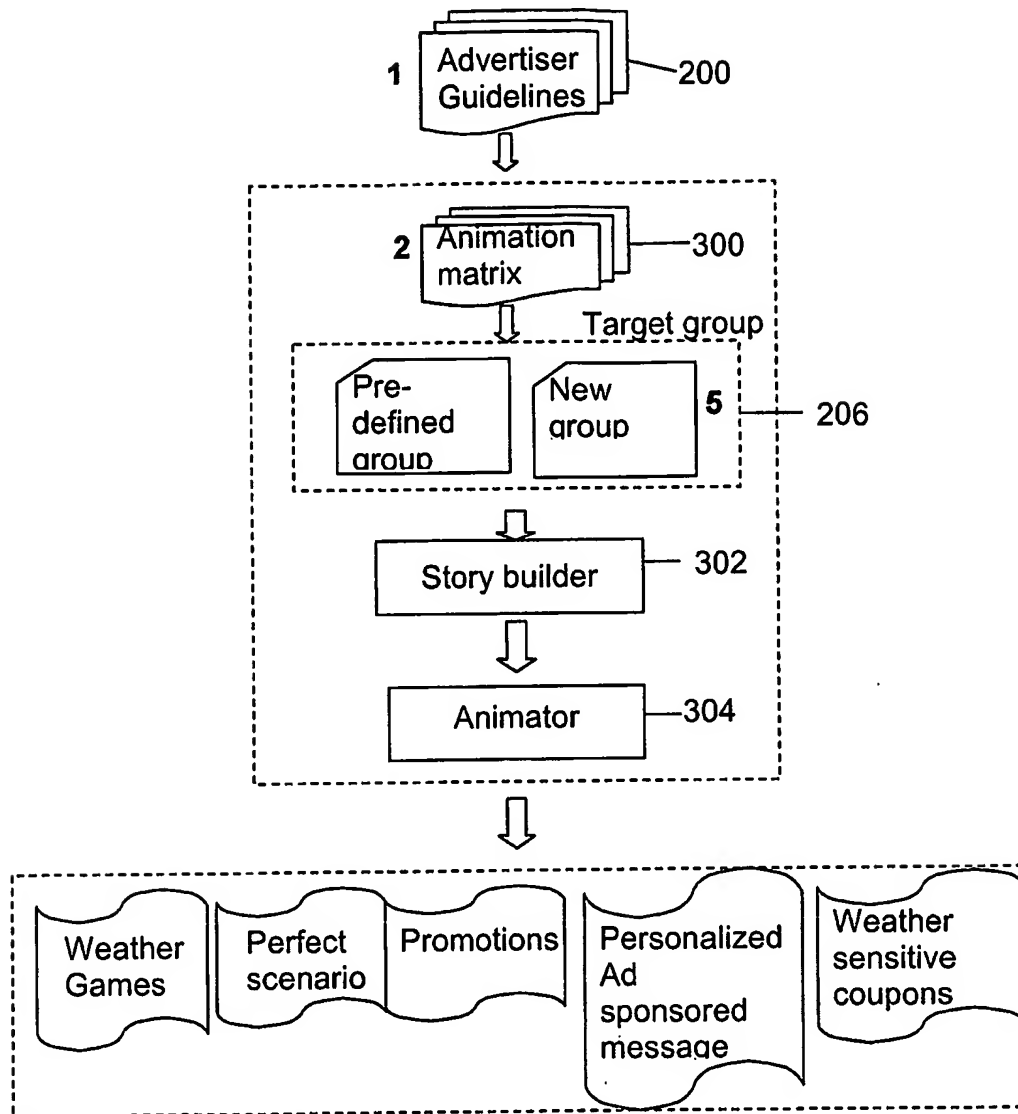 1
Advertiser
Guidelines
200
2
Animation
matrix
300
Target group
Pre-
defined
group
New
group
5
206
Story builder
302
Animator
304
Weather
Games
Perfect
scenario
Promotions
Personalized
Ad
sponsored
message
Weather
sensitive
coupons